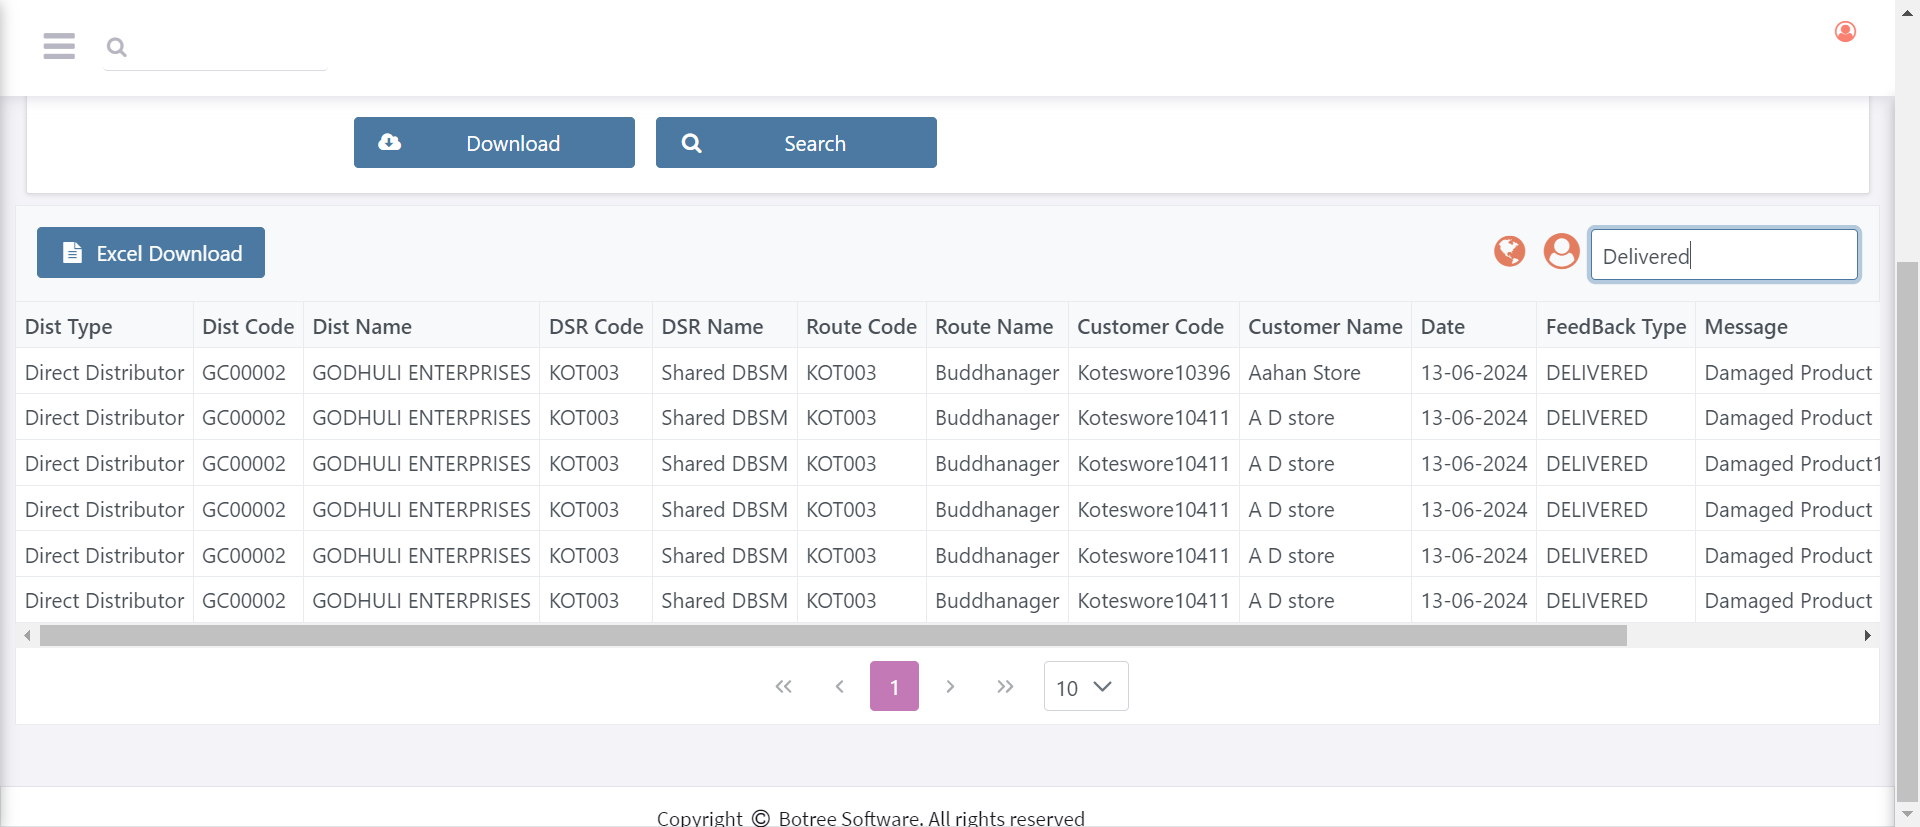 Download Search
Excel Download Delivered
Dist Type Dist Code Dist Name DSR Code DSR Name Route Code Route Name Customer Code Customer Name Date FeedBack Type Message
Direct Distributor GC00002 GODHULI ENTERPRISES KOT003 Shared DBSM KOT003 Buddhanager Koteswore10396 Aahan Store 13-06-2024 DELIVERED Damaged Product
Direct Distributor GC00002 GODHULI ENTERPRISES KOT003 Shared DBSM KOT003 Buddhanager Koteswore10411 A D store 13-06-2024 DELIVERED Damaged Product
Direct Distributor GC00002 GODHULI ENTERPRISES KOT003 Shared DBSM KOT003 Buddhanager Koteswore10411 A D store 13-06-2024 DELIVERED Damaged Product1
Direct Distributor GC00002 GODHULI ENTERPRISES KOT003 Shared DBSM KOT003 Buddhanager Koteswore10411 A D store 13-06-2024 DELIVERED Damaged Product
Direct Distributor GC00002 GODHULI ENTERPRISES KOT003 Shared DBSM KOT003 Buddhanager Koteswore10411 A D store 13-06-2024 DELIVERED Damaged Product
Direct Distributor GC00002 GODHULI ENTERPRISES KOT003 Shared DBSM KOT003 Buddhanager Koteswore10411 A D store 13-06-2024 DELIVERED Damaged Product
1 10
Copyright © Botree Software. All rights reserved